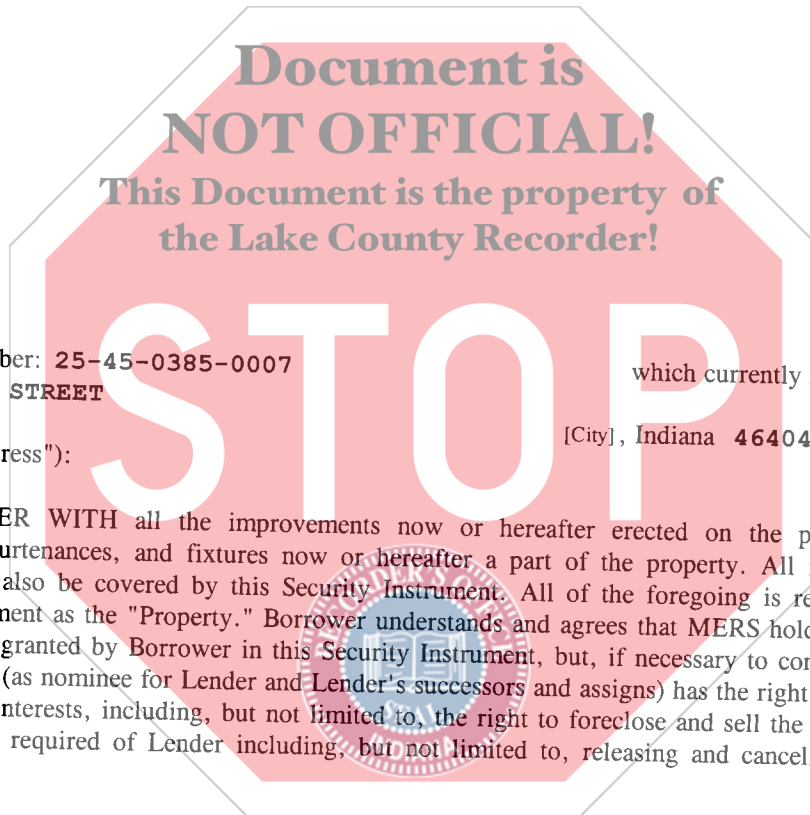 Document is
NOT OFFICIAL!
This Document is the property of
the Lake County Recorder!
STOP
ber: 25-45-0385-0007 which currently
STREET
[City], Indiana 46404
ress"):
ER WITH all the improvements now or hereafter erected on the p
urtenances, and fixtures now or hereafter a part of the property. All
also be covered by this Security Instrument. All of the foregoing is re
nent as the "Property." Borrower understands and agrees that MERS hold
granted by Borrower in this Security Instrument, but, if necessary to con
(as nominee for Lender and Lender's successors and assigns) has the right
nterests, including, but not limited to, the right to foreclose and sell the
required of Lender including, but not limited to, releasing and cancel
RECORDER'S OFFICE
SEAL
INDIANA